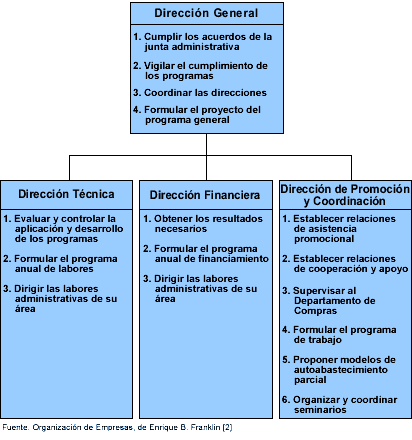 Dirección General
1. Cumplir los acuerdos de la
junta administrativa
2. Vigilar el cumplimiento de
los programas
3. Coordinar las direcciones
4. Formular el proyecto del
programa general
Dirección Técnica
1. Evaluar y controlar la
aplicación y desarrollo
de los programas
2. Formular el programa
anual de labores
3. Dirigir las labores
administrativas de su
área
Dirección Financiera
1. Obtener los resultados
necesarios
2. Formular el programa
anual de financiamiento
3. Dirigir las labores
administrativas de su
área
Dirección de Promoción
y Coordinación
1. Establecer relaciones
de asistencia
promocional
2. Establecer relaciones
de cooperación y apoyo
3. Supervisar al
Departamento de
Compras
4. Formular el programa
de trabajo
5. Proponer modelos de
autoabastecimiento
parcial
6. Organizar y coordinar
seminarios
Fuente. Organización de Empresas, de Enrique B. Franklin [2]